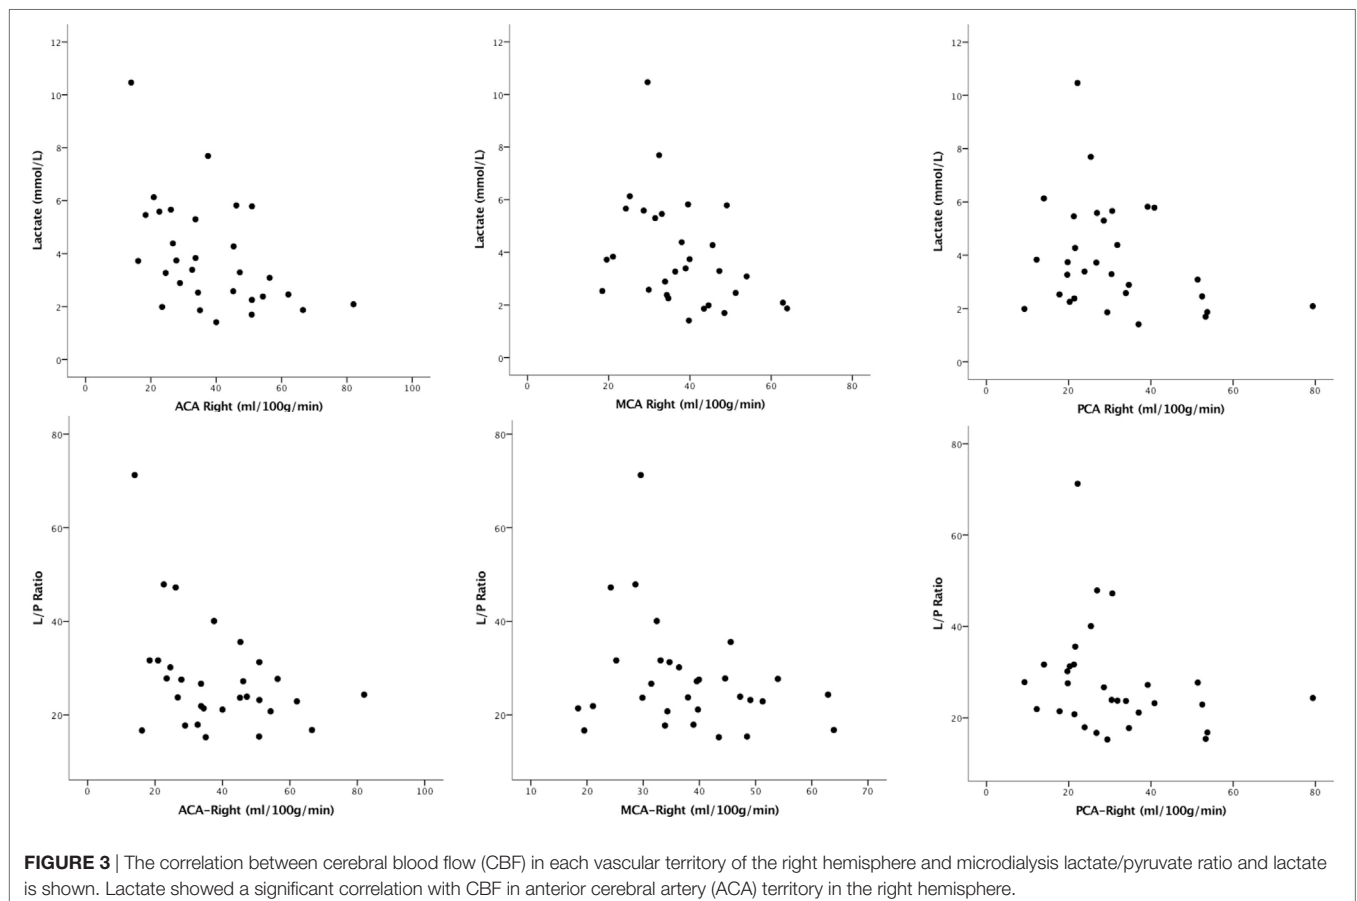 12
10
8
6
4
2
0
Lactate (mmol/L)
0 20 40 60 80 100
ACA Right (ml/100g/min)
12
10
8
6
4
2
0
Lactate (mmol/L)
20 40 60 80
MCA Right (ml/100g/min)
12
10
8
6
4
2
0
Lactate (mmol/L)
0 20 40 60 80
PCA Right (ml/100g/min)
80
60
40
20
L/P Ratio
0 20 40 60 80 100
ACA-Right (ml/100g/min)
80
60
40
20
L/P Ratio
10 20 30 40 50 60 70
MCA-Right (ml/100g/min)
80
60
40
20
L/P Ratio
0 20 40 60 80
PCA-Right (ml/100g/min)
FIGURE 3 | The correlation between cerebral blood flow (CBF) in each vascular territory of the right hemisphere and microdialysis lactate/pyruvate ratio and lactate
is shown. Lactate showed a significant correlation with CBF in anterior cerebral artery (ACA) territory in the right hemisphere.